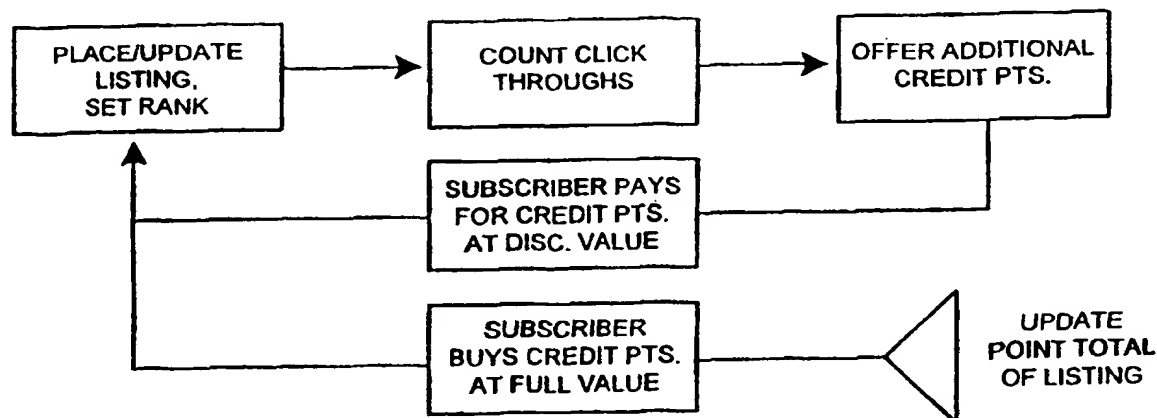 PLACE/UPDATE
LISTING,
SET RANK
COUNT CLICK
THROUGHS
OFFER ADDITIONAL
CREDIT PTS.
SUBSCRIBER PAYS
FOR CREDIT PTS.
AT DISC. VALUE
SUBSCRIBER
BUYS CREDIT PTS.
AT FULL VALUE
UPDATE
POINT TOTAL
OF LISTING